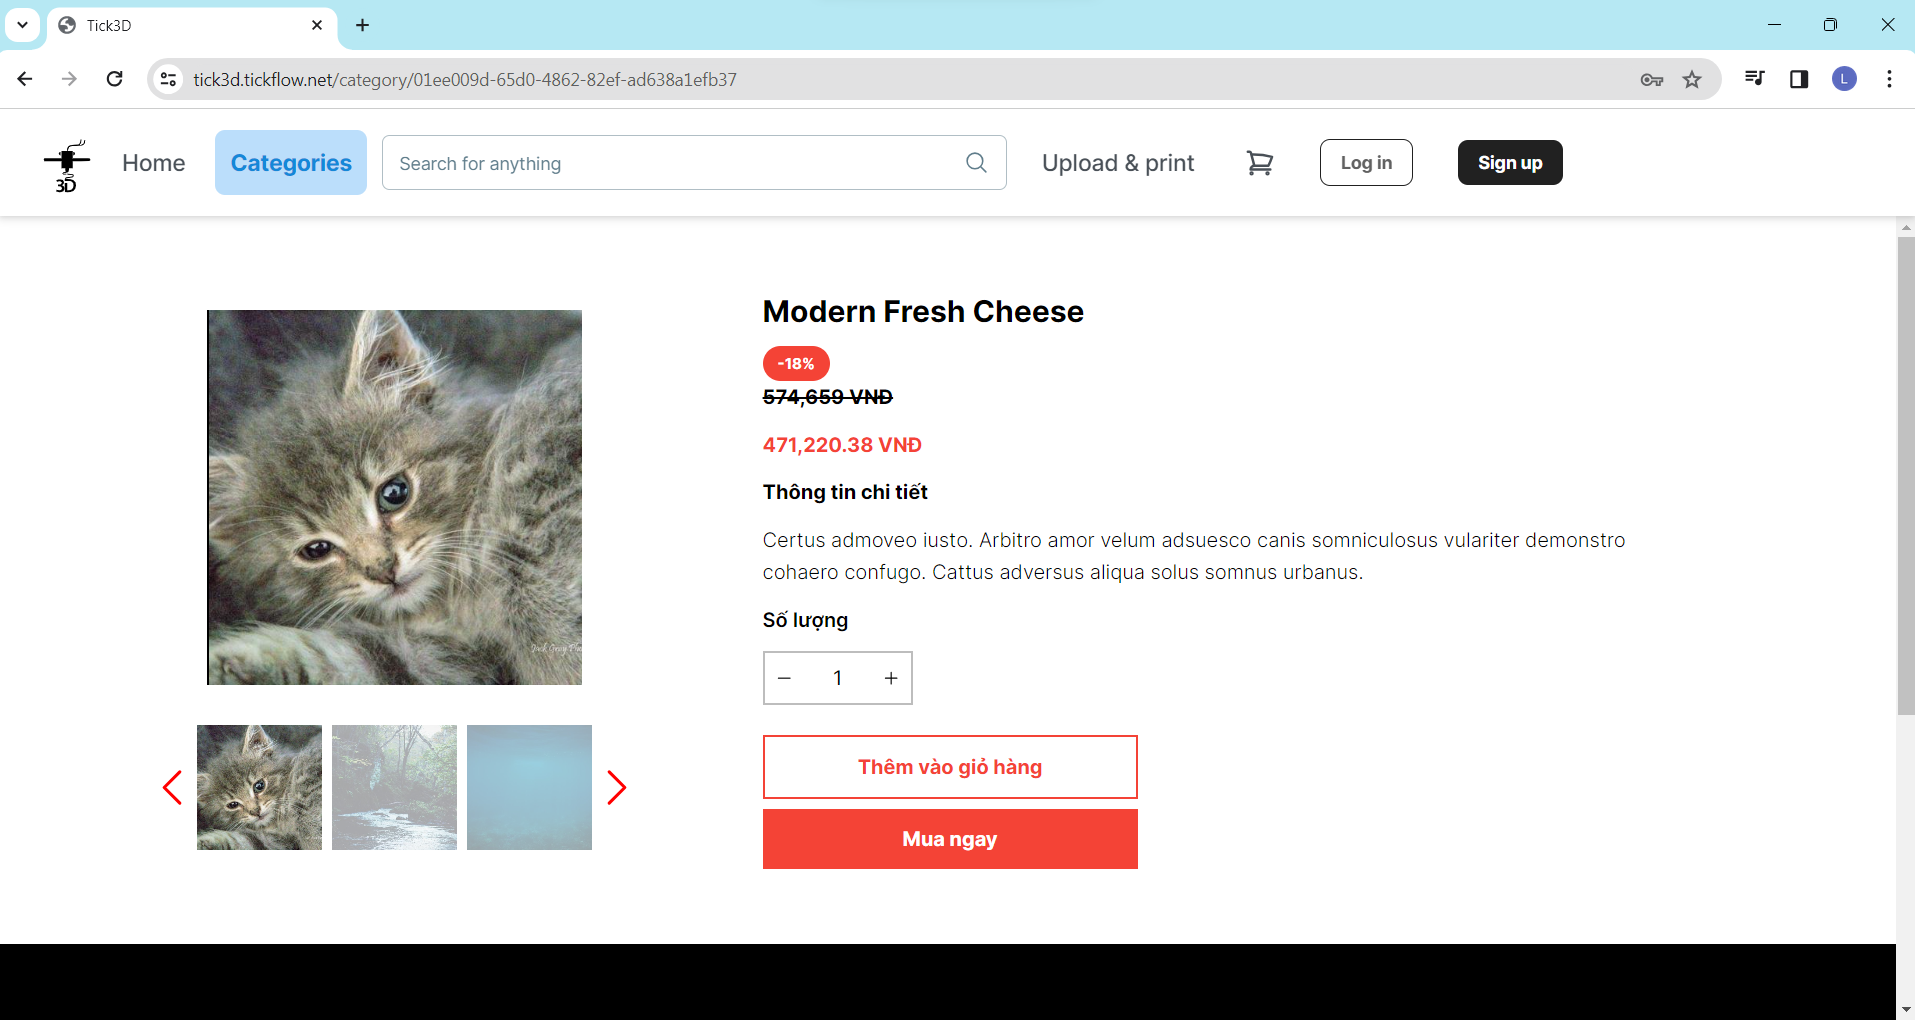 Tick3D
tick3d.tickflow.net/category/01ee009d-65d0-4862-82ef-ad638a1efb37
L
3D
Home
Categories
Search for anything
Upload & print
Log in
Sign up
Modern Fresh Cheese
-18%
574,659 VNĐ
471,220.38 VNĐ
Thông tin chi tiết
Certus admoveo iusto. Arbitro amor velum adsuesco canis somniculosus vulariter demonstro
cohaero confugo. Cattus adversus aliqua solus somnus urbanus.
Số lượng
− 1 +
Thêm vào giỏ hàng
Mua ngay